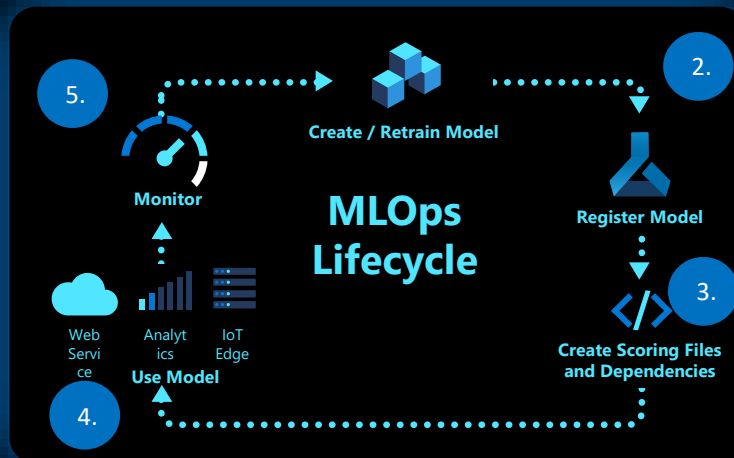 5.
2.
Create / Retrain Model
Monitor
MLOps
Lifecycle
Register Model
3.
Web
Servi
ce
Analyt
ics
IoT
Edge
Use Model
Create Scoring Files
and Dependencies
4.